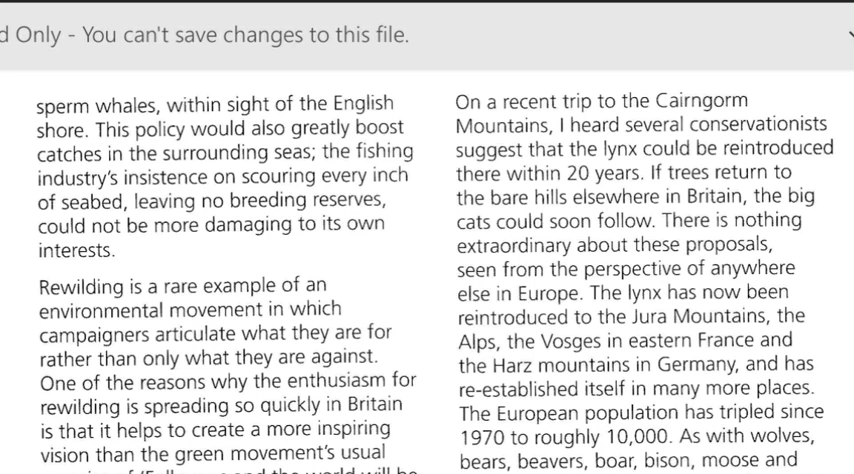 d Only - You can't save changes to this file.
sperm whales, within sight of the English
shore. This policy would also greatly boost
catches in the surrounding seas; the fishing
industry's insistence on scouring every inch
of seabed, leaving no breeding reserves,
could not be more damaging to its own
interests.
Rewilding is a rare example of an
environmental movement in which
campaigners articulate what they are for
rather than only what they are against.
One of the reasons why the enthusiasm for
rewilding is spreading so quickly in Britain
is that it helps to create a more inspiring
vision than the green movement's usual
On a recent trip to the Cairngorm
Mountains, I heard several conservationists
suggest that the lynx could be reintroduced
there within 20 years. If trees return to
the bare hills elsewhere in Britain, the big
cats could soon follow. There is nothing
extraordinary about these proposals,
seen from the perspective of anywhere
else in Europe. The lynx has now been
reintroduced to the Jura Mountains, the
Alps, the Vosges in eastern France and
the Harz mountains in Germany, and has
re-established itself in many more places.
The European population has tripled since
1970 to roughly 10,000. As with wolves,
bears, beavers, boar, bison, moose and